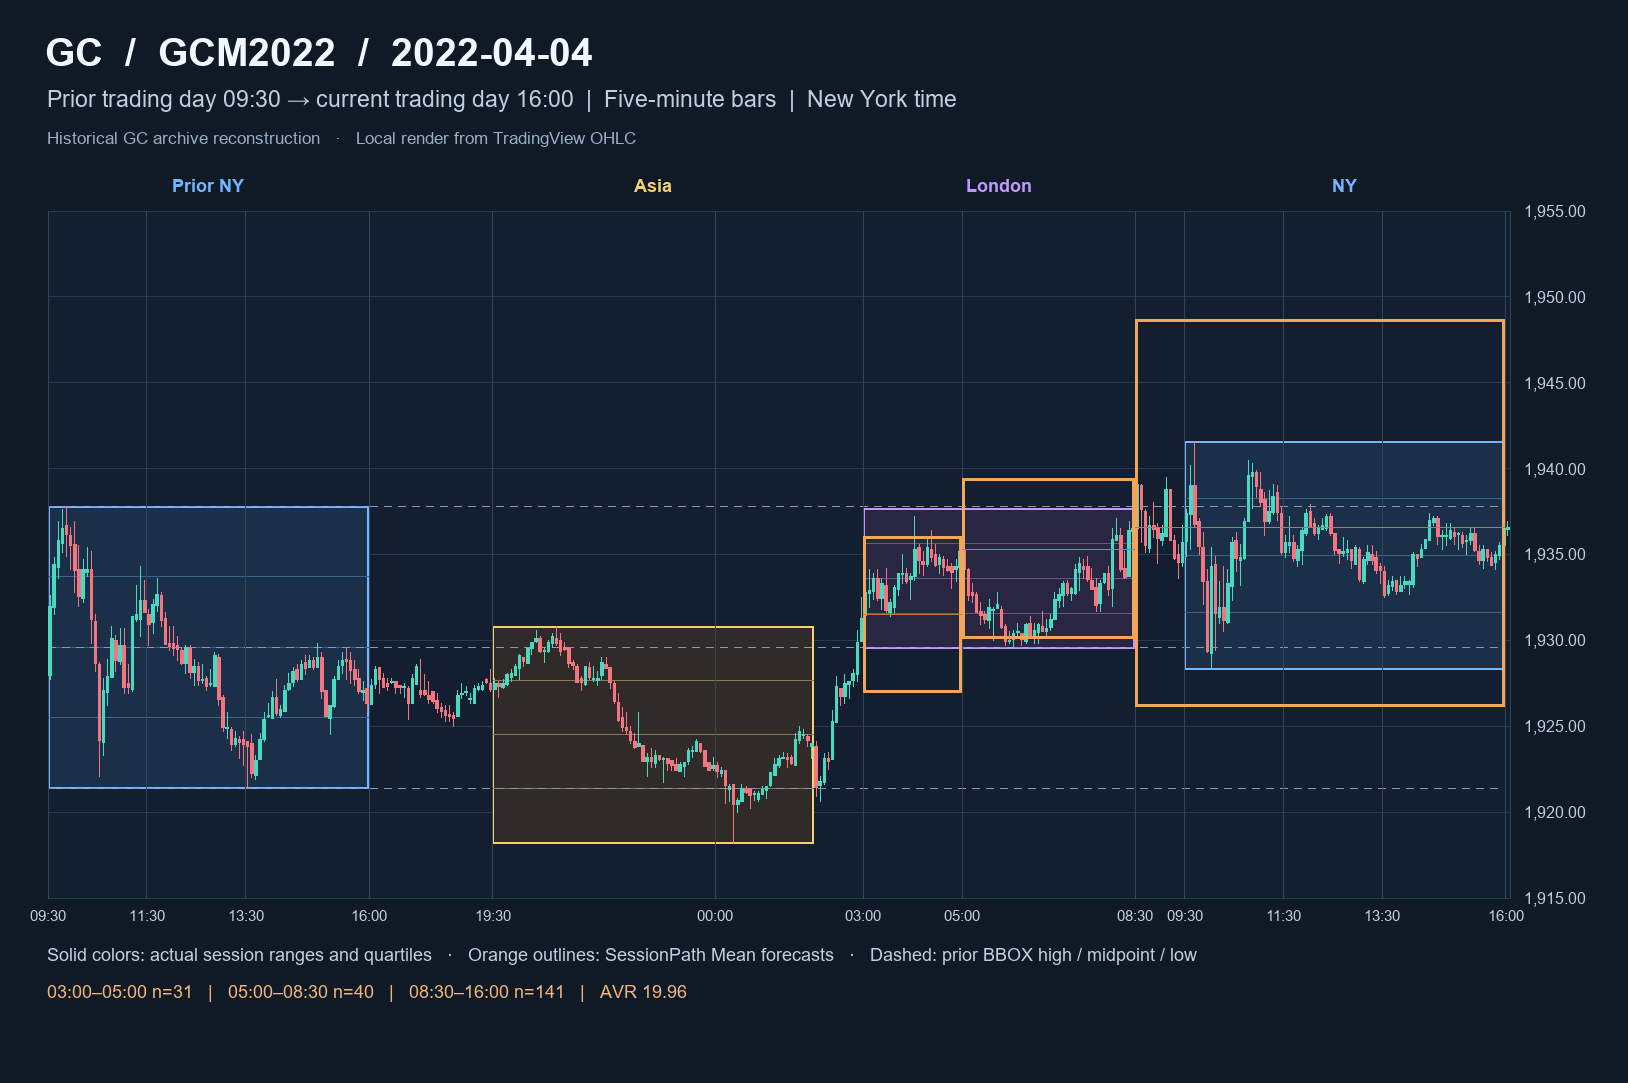 GC / GCM2022 / 2022-04-04
Prior trading day 09:30 → current trading day 16:00 | Five-minute bars | New York time
Historical GC archive reconstruction · Local render from TradingView OHLC
Prior NY Asia London NY
1,955.00
1,950.00
1,945.00
1,940.00
1,935.00
1,930.00
1,925.00
1,920.00
1,915.00
09:30 11:30 13:30 16:00 19:30 00:00 03:00 05:00 08:30 09:30 11:30 13:30 16:00
Solid colors: actual session ranges and quartiles · Orange outlines: SessionPath Mean forecasts · Dashed: prior BBOX high / midpoint / low
03:00–05:00 n=31 | 05:00–08:30 n=40 | 08:30–16:00 n=141 | AVR 19.96